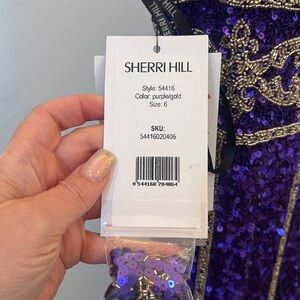 SHERRI HILL
Style: 54416
Color: purple/gold
Size: 6
SKU:
54416020406